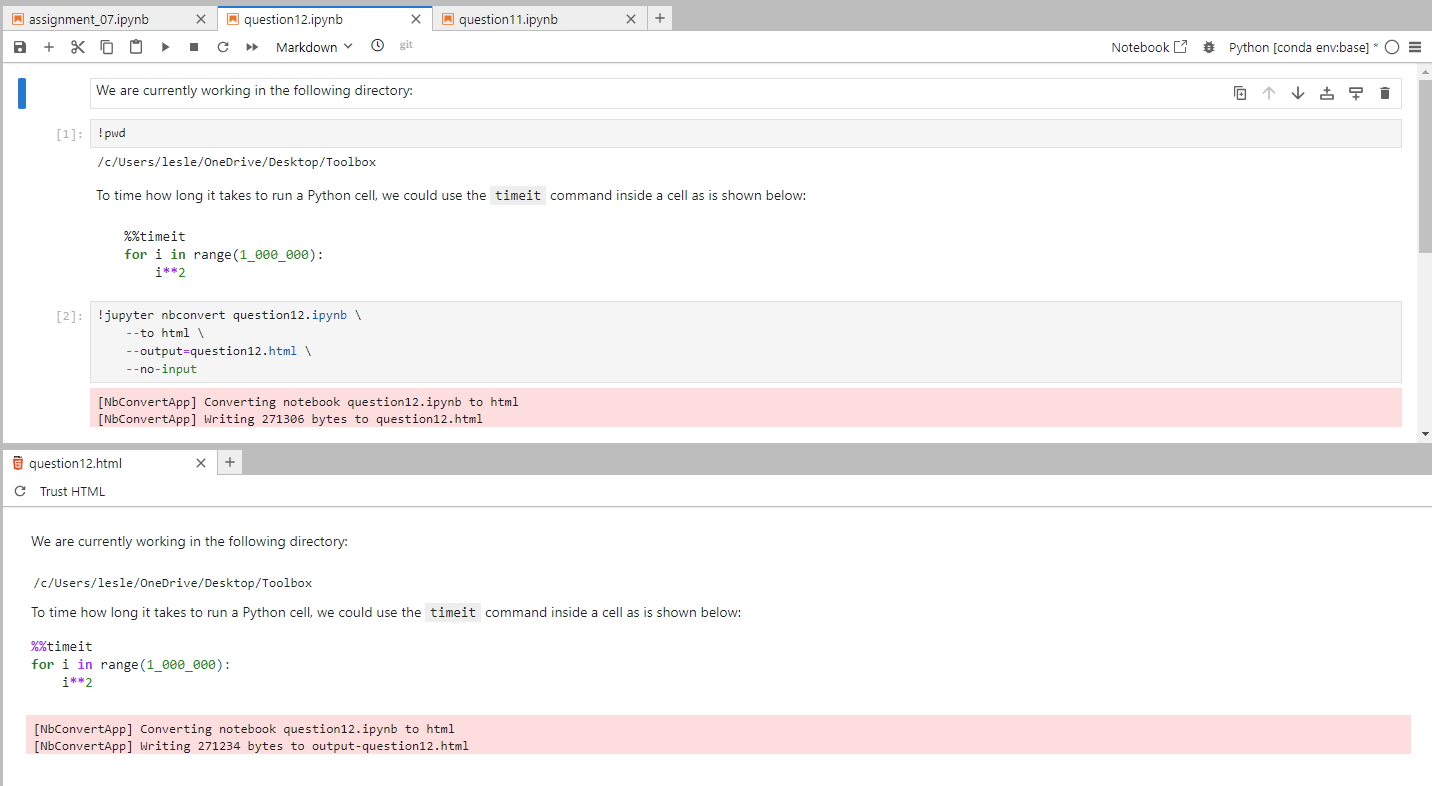 assignment_07.ipynb question12.ipynb question11.ipynb
Markdown git Notebook Python [conda env:base] *
We are currently working in the following directory:
[1]: !pwd
/c/Users/lesle/OneDrive/Desktop/Toolbox
To time how long it takes to run a Python cell, we could use the timeit command inside a cell as is shown below:
%%timeit
for i in range(1_000_000):
    i**2
[2]: !jupyter nbconvert question12.ipynb \
    --to html \
    --output=question12.html \
    --no-input
[NbConvertApp] Converting notebook question12.ipynb to html
[NbConvertApp] Writing 271306 bytes to question12.html
question12.html
Trust HTML
We are currently working in the following directory:
/c/Users/lesle/OneDrive/Desktop/Toolbox
To time how long it takes to run a Python cell, we could use the timeit command inside a cell as is shown below:
%%timeit
for i in range(1_000_000):
    i**2
[NbConvertApp] Converting notebook question12.ipynb to html
[NbConvertApp] Writing 271234 bytes to output-question12.html